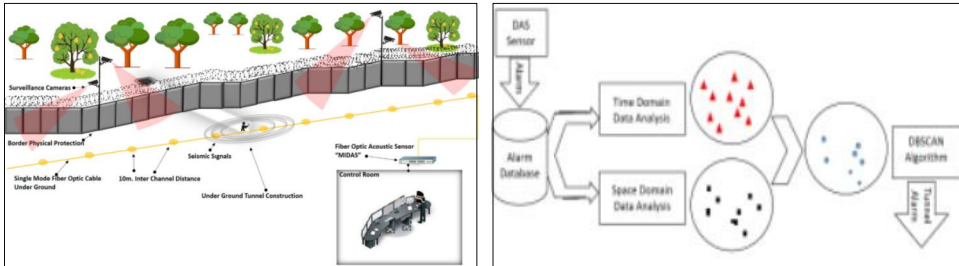 Surveillance Cameras
Border Physical Protection
Single Mode Fiber Optic Cable
Under Ground
10m. Inter Channel Distance
Seismic Signals
Under Ground Tunnel Construction
Fiber Optic Acoustic Sensor
"MIDAS"
Control Room
DAS
Sensor
Alarms
Alarm
Database
Time Domain
Data Analysis
Space Domain
Data Analysis
DBSCAN
Algorithm
Tunnel
Alarm